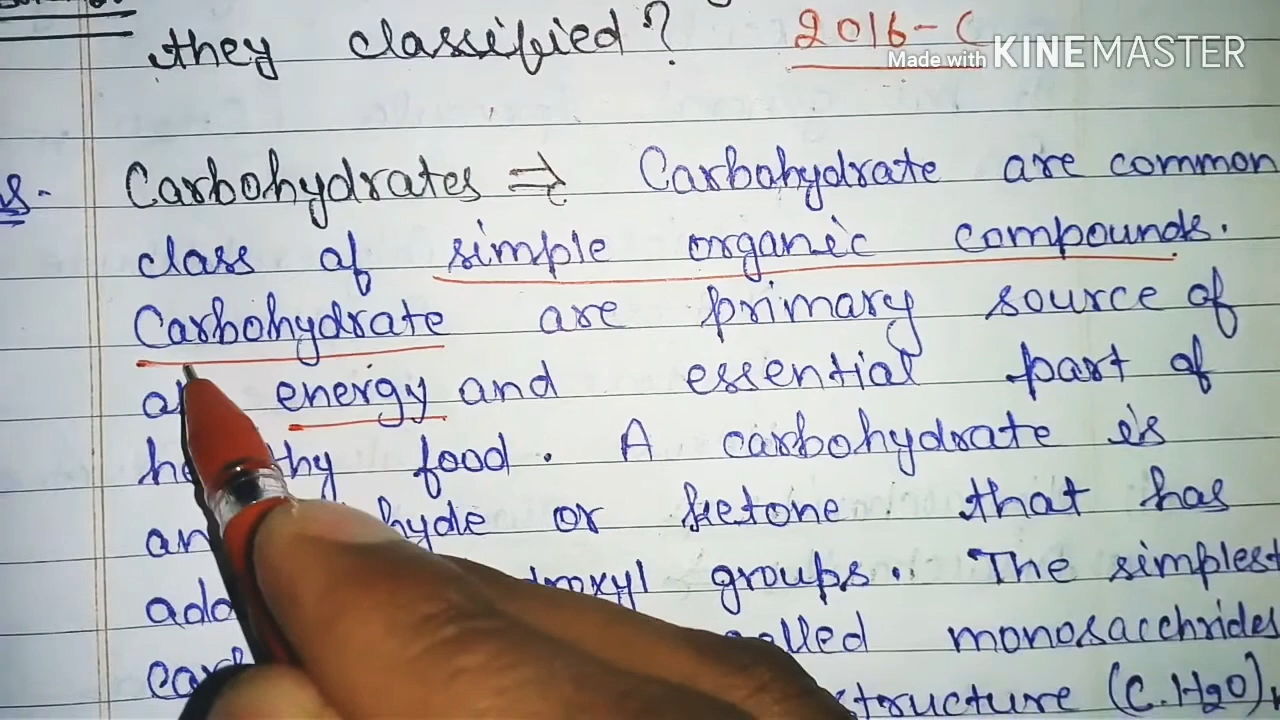 they classified? 2016-C
Made with KINEMASTER
Carbohydrates ⇒ Carbohydrate are common
class of simple organic compounds.
Carbohydrate are primary source of
energy and essential part of
food. A carbohydrate is
or ketone that has
groups. The simplest
called monosacchrides
structure (C.H2O)n